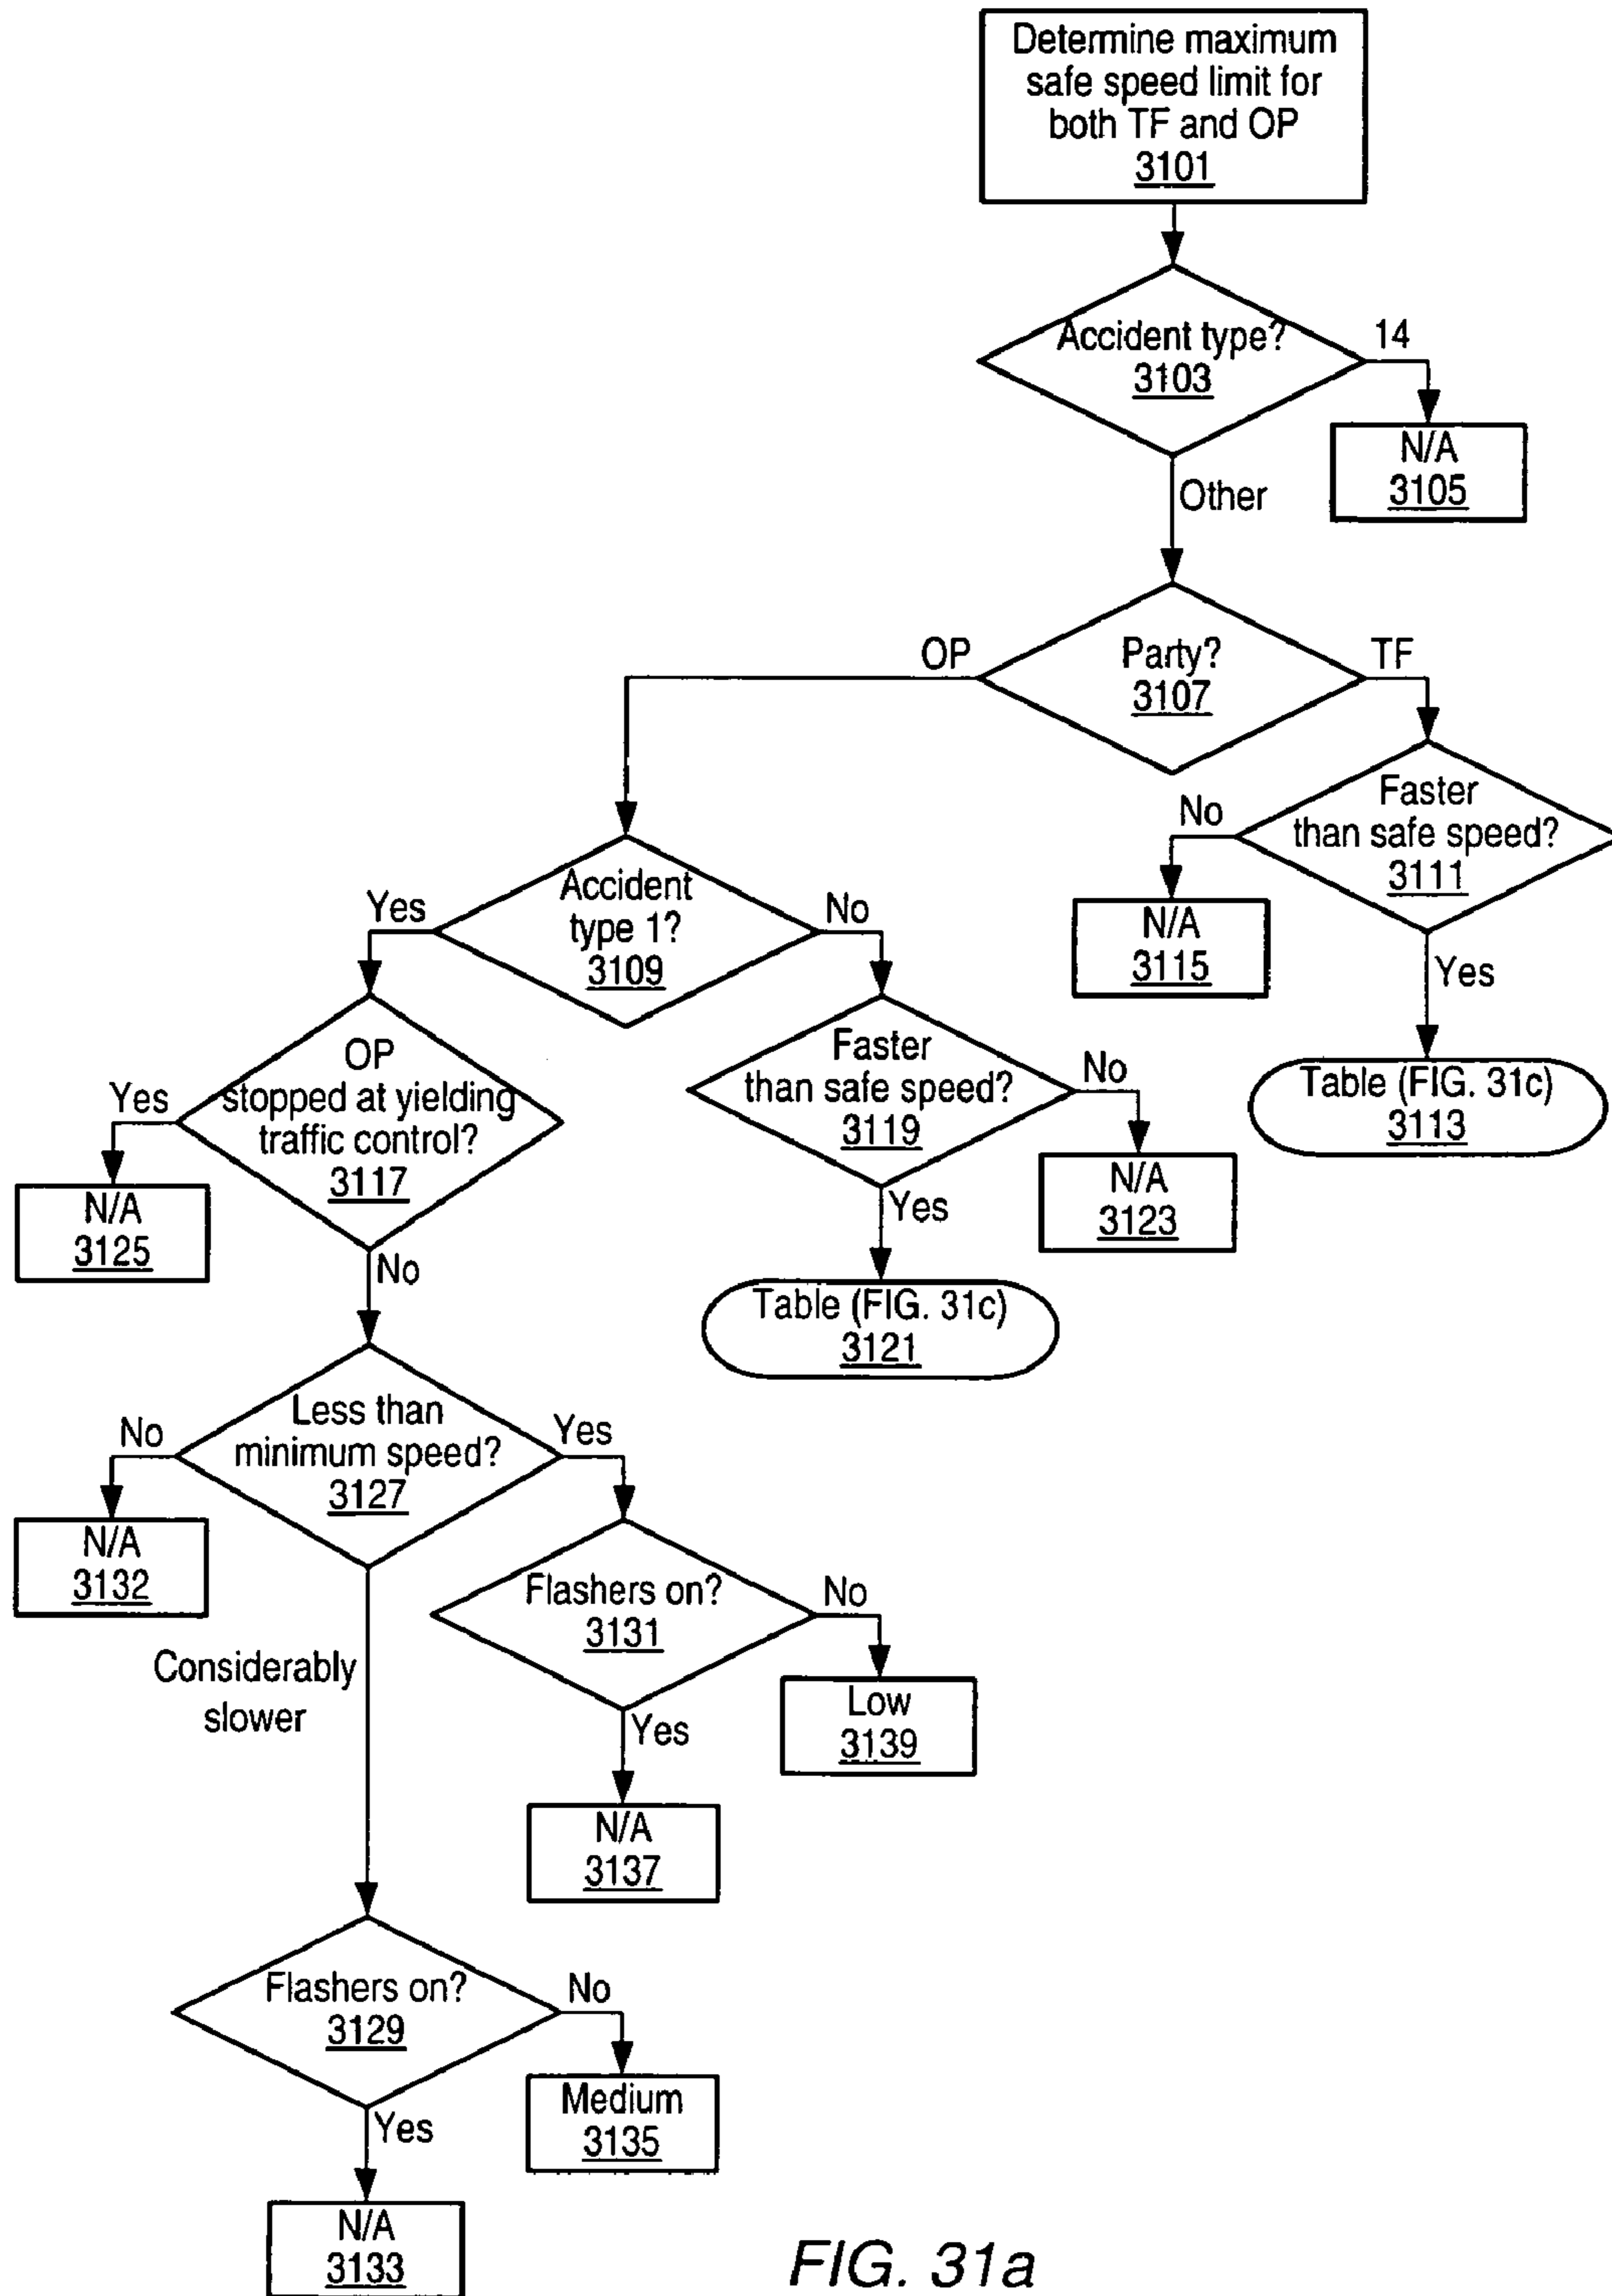 Determine maximum
safe speed limit for
both TF and OP
3101
Accident type?
3103
14
N/A
3105
Other
Party?
3107
OP
TF
Faster
than safe speed?
3111
No
N/A
3115
Yes
Table (FIG. 31c)
3113
Accident
type 1?
3109
Yes
No
OP
stopped at yielding
traffic control?
3117
Yes
N/A
3125
No
Faster
than safe speed?
3119
No
N/A
3123
Yes
Table (FIG. 31c)
3121
Less than
minimum speed?
3127
No
N/A
3132
Yes
Flashers on?
3131
No
Low
3139
Yes
N/A
3137
Considerably
slower
Flashers on?
3129
No
Medium
3135
Yes
N/A
3133
FIG. 31a